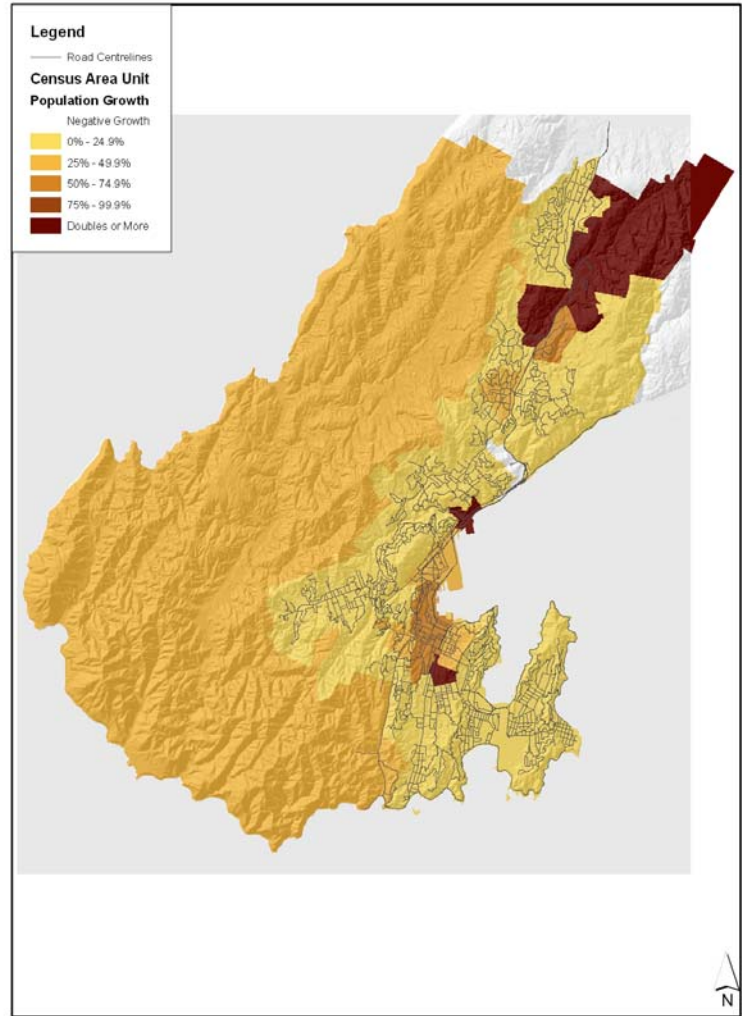 Legend
Road Centrelines
Census Area Unit
Population Growth
Negative Growth
0% - 24.9%
25% - 49.9%
50% - 74.9%
75% - 99.9%
Doubles or More
N